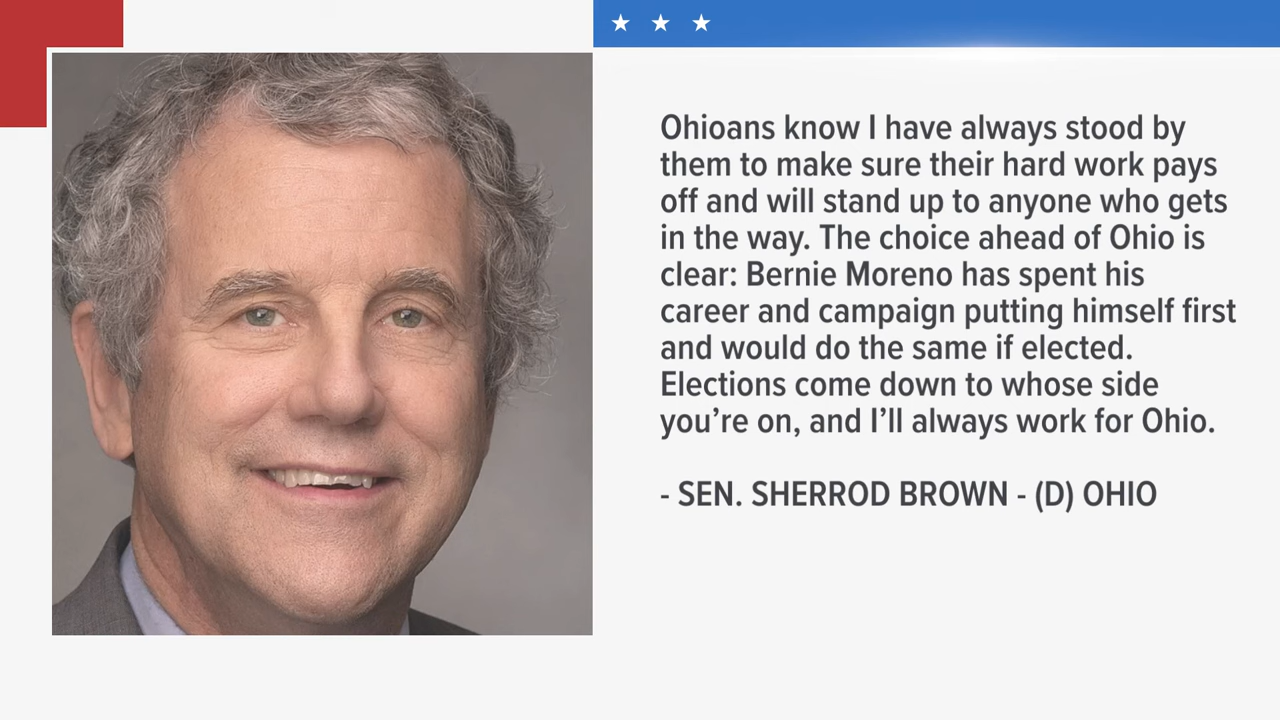 Ohioans know I have always stood by
them to make sure their hard work pays
off and will stand up to anyone who gets
in the way. The choice ahead of Ohio is
clear: Bernie Moreno has spent his
career and campaign putting himself first
and would do the same if elected.
Elections come down to whose side
you’re on, and I’ll always work for Ohio.
- SEN. SHERROD BROWN - (D) OHIO